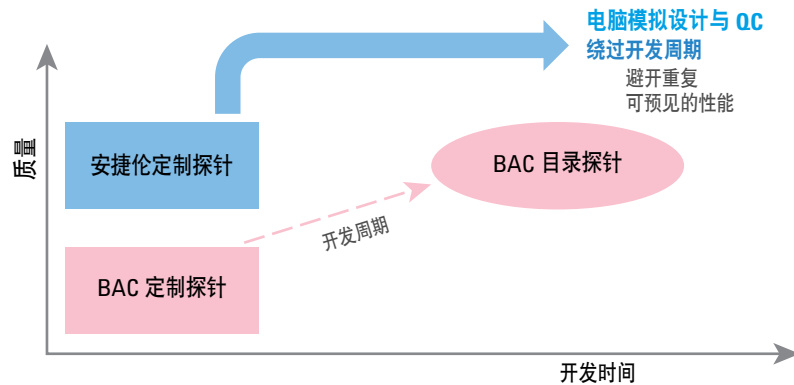 电脑模拟设计与 QC
绕过开发周期
避开重复
可预见的性能
质量
安捷伦定制探针
BAC 目录探针
开发周期
BAC 定制探针
开发时间